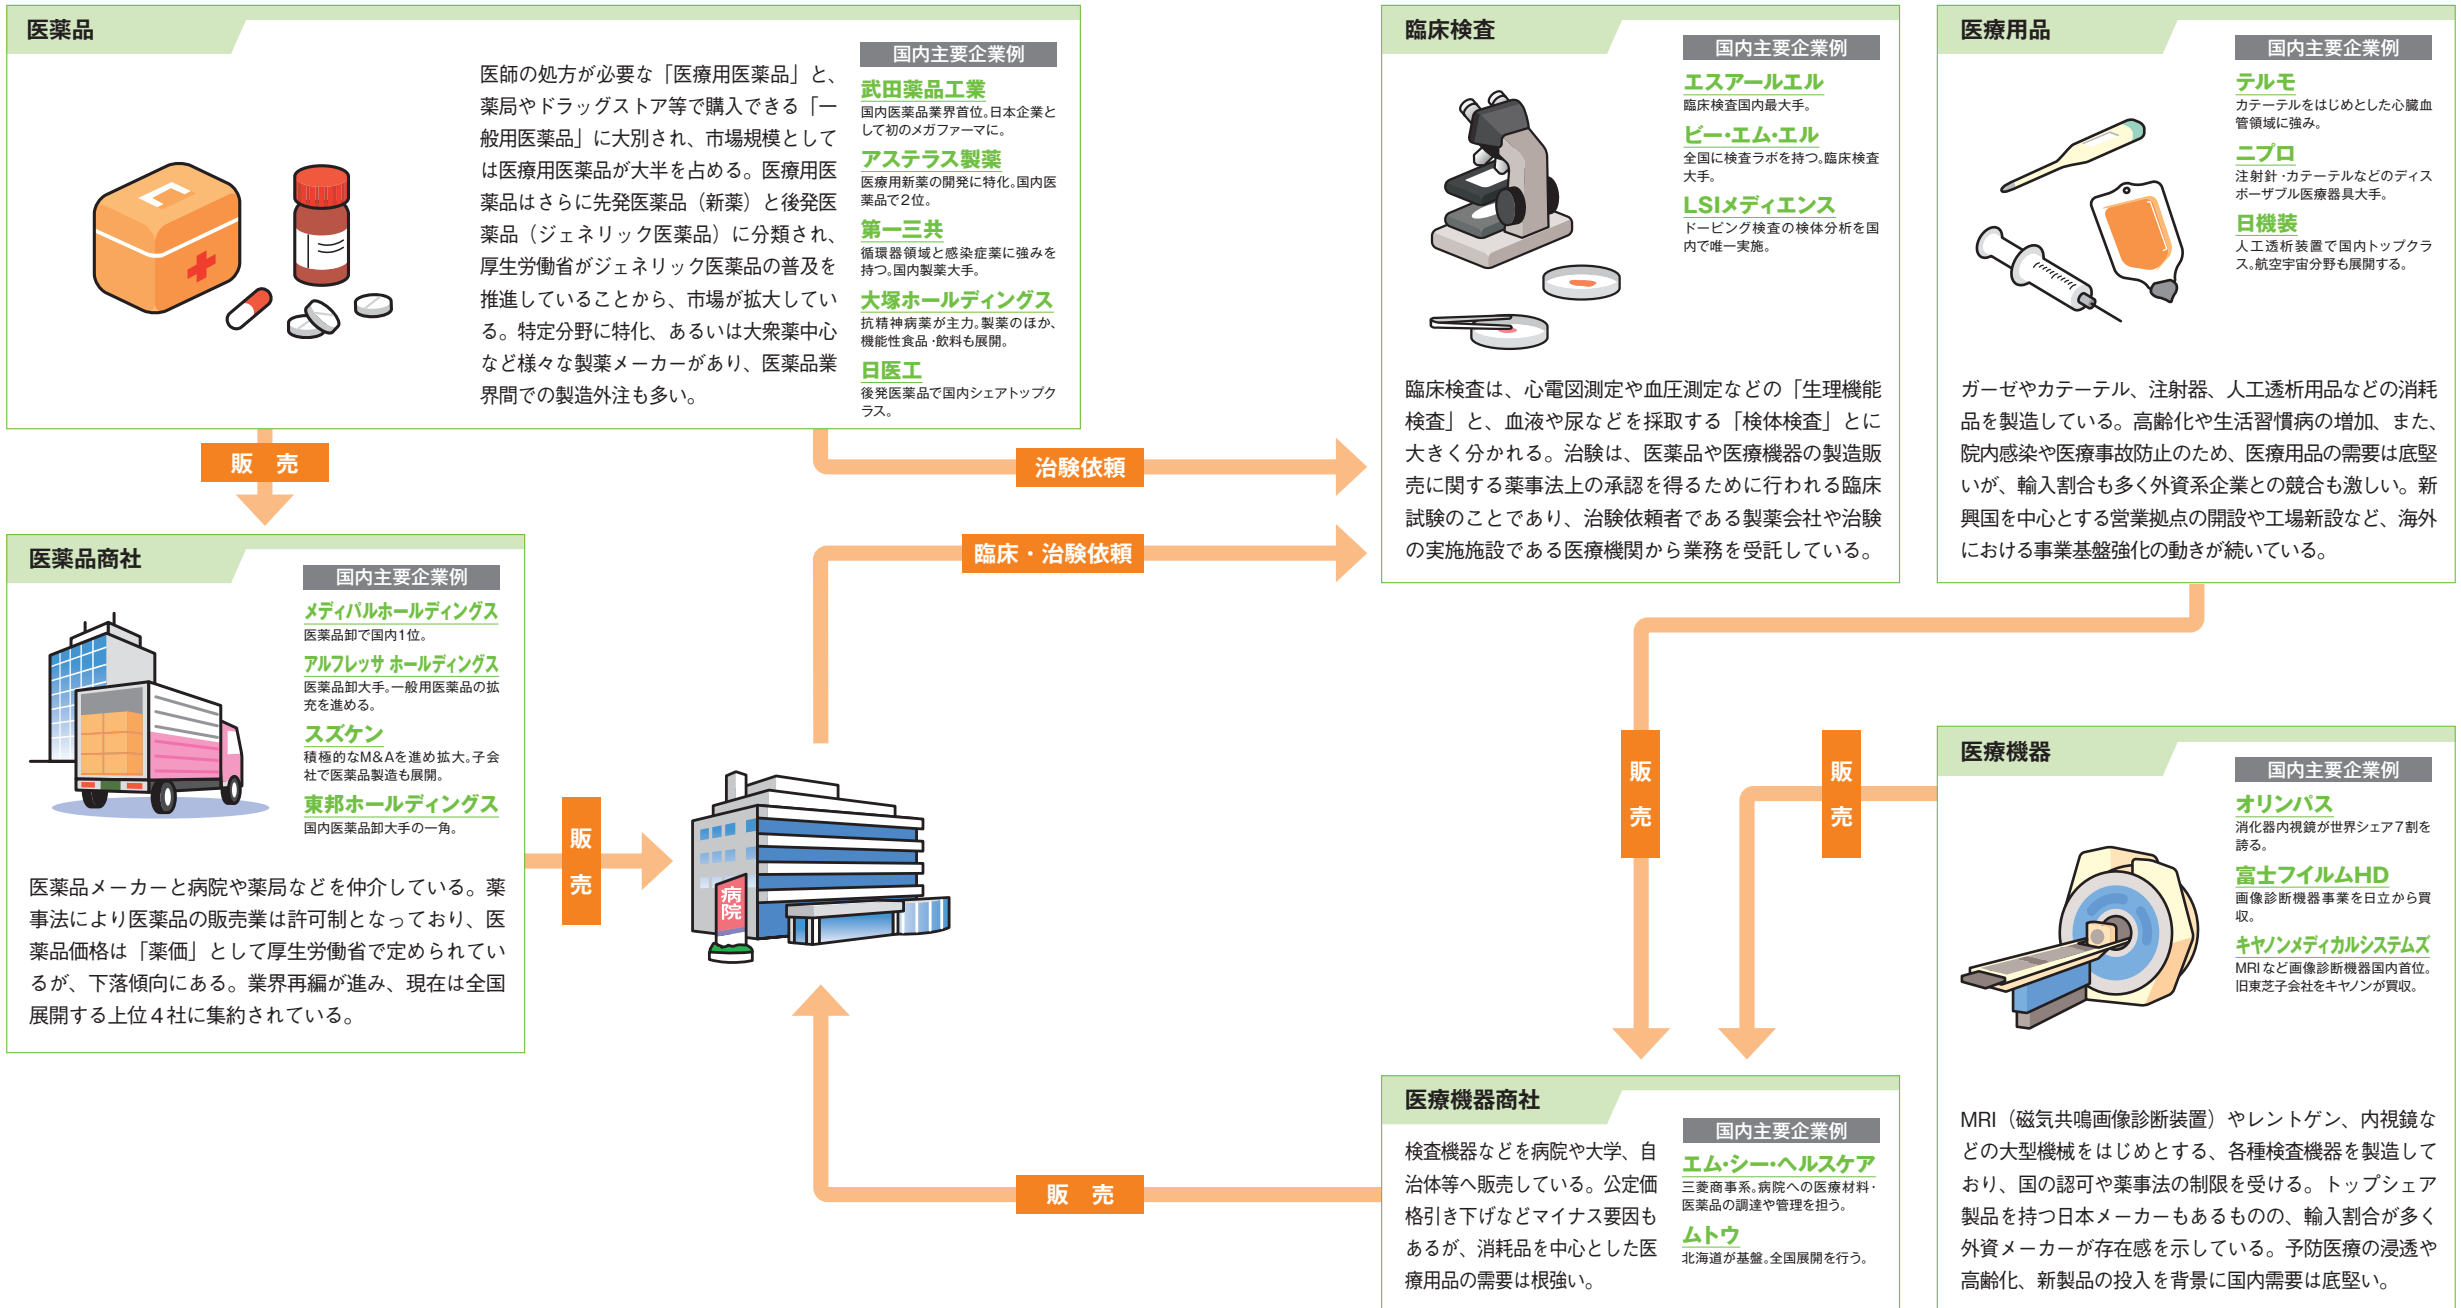 医薬品
医師の処方が必要な「医療用医薬品」と、
薬局やドラッグストア等で購入できる「一
般用医薬品」に大別され、市場規模として
は医療用医薬品が大半を占める。医療用医
薬品はさらに先発医薬品（新薬）と後発医
薬品（ジェネリック医薬品）に分類され、
厚生労働省がジェネリック医薬品の普及を
推進していることから、市場が拡大してい
る。特定分野に特化、あるいは大衆薬中心
など様々な製薬メーカーがあり、医薬品業
界間での製造外注も多い。
国内主要企業例
武田薬品工業
国内医薬品業界首位。日本企業と
して初のメガファーマに。
アステラス製薬
医療用新薬の開発に特化。国内医
薬品で2位。
第一三共
循環器領域と感染症薬に強みを
持つ。国内製薬大手。
大塚ホールディングス
抗精神病薬が主力。製薬のほか、
機能性食品・飲料も展開。
日医工
後発医薬品で国内シェアトップク
ラス。
臨床検査
国内主要企業例
エスアールエル
臨床検査国内最大手。
ビー・エム・エル
全国に検査ラボを持つ。臨床検査
大手。
LSIメディエンス
ドーピング検査の検体分析を国
内で唯一実施。
臨床検査は、心電図測定や血圧測定などの「生理機能
検査」と、血液や尿などを採取する「検体検査」とに
大きく分かれる。治験は、医薬品や医療機器の製造販
売に関する薬事法上の承認を得るために行われる臨床
試験のことであり、治験依頼者である製薬会社や治験
の実施施設である医療機関から業務を受託している。
医療用品
国内主要企業例
テルモ
カテーテルをはじめとした心臓血
管領域に強み。
ニプロ
注射針・カテーテルなどのディス
ポーザブル医療器具大手。
日機装
人工透析装置で国内トップクラ
ス。航空宇宙分野も展開する。
ガーゼやカテーテル、注射器、人工透析用品などの消耗
品を製造している。高齢化や生活習慣病の増加、また、
院内感染や医療事故防止のため、医療用品の需要は底堅
いが、輸入割合も多く外資系企業との競合も激しい。新
興国を中心とする営業拠点の開設や工場新設など、海外
における事業基盤強化の動きが続いている。
販 売
治験依頼
臨床・治験依頼
医薬品商社
国内主要企業例
メディパルホールディングス
医薬品卸で国内1位。
アルフレッサ ホールディングス
医薬品卸大手。一般用医薬品の拡
充を進める。
スズケン
積極的なM&Aを進め拡大。子会
社で医薬品製造も展開。
東邦ホールディングス
国内医薬品卸大手の一角。
医薬品メーカーと病院や薬局などを仲介している。薬
事法により医薬品の販売業は許可制となっており、医
薬品価格は「薬価」として厚生労働省で定められてい
るが、下落傾向にある。業界再編が進み、現在は全国
展開する上位4社に集約されている。
販 売
病院
販 売
販 売
医療機器
国内主要企業例
オリンパス
消化器内視鏡が世界シェア7割を
誇る。
富士フイルムHD
画像診断機器事業を日立から買
収。
キヤノンメディカルシステムズ
MRIなど画像診断機器国内首位。
旧東芝子会社をキヤノンが買収。
MRI（磁気共鳴画像診断装置）やレントゲン、内視鏡な
どの大型機械をはじめとする、各種検査機器を製造して
おり、国の認可や薬事法の制限を受ける。トップシェア
製品を持つ日本メーカーもあるものの、輸入割合が多く
外資メーカーが存在感を示している。予防医療の浸透や
高齢化、新製品の投入を背景に国内需要は底堅い。
医療機器商社
検査機器などを病院や大学、自
治体等へ販売している。公定価
格引き下げなどマイナス要因も
あるが、消耗品を中心とした医
療用品の需要は根強い。
国内主要企業例
エム・シー・ヘルスケア
三菱商事系。病院への医療材料・
医薬品の調達や管理を担う。
ムトウ
北海道が基盤。全国展開を行う。
販 売